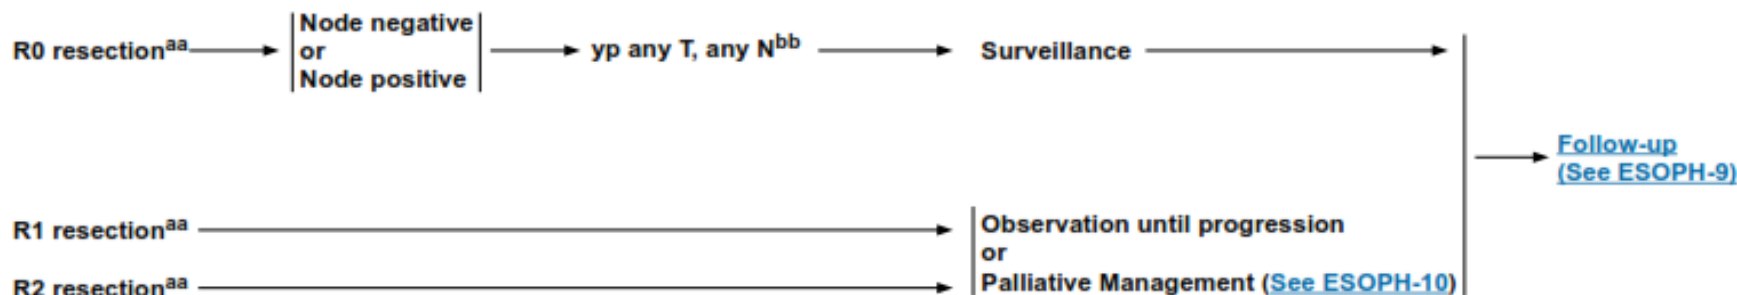 R0 resectionaa
Node negative
or
Node positive
yp any T, any Nbb
Surveillance
Follow-up
(See ESOPH-9)
R1 resectionaa
Observation until progression
or
Palliative Management (See ESOPH-10)
R2 resectionaa